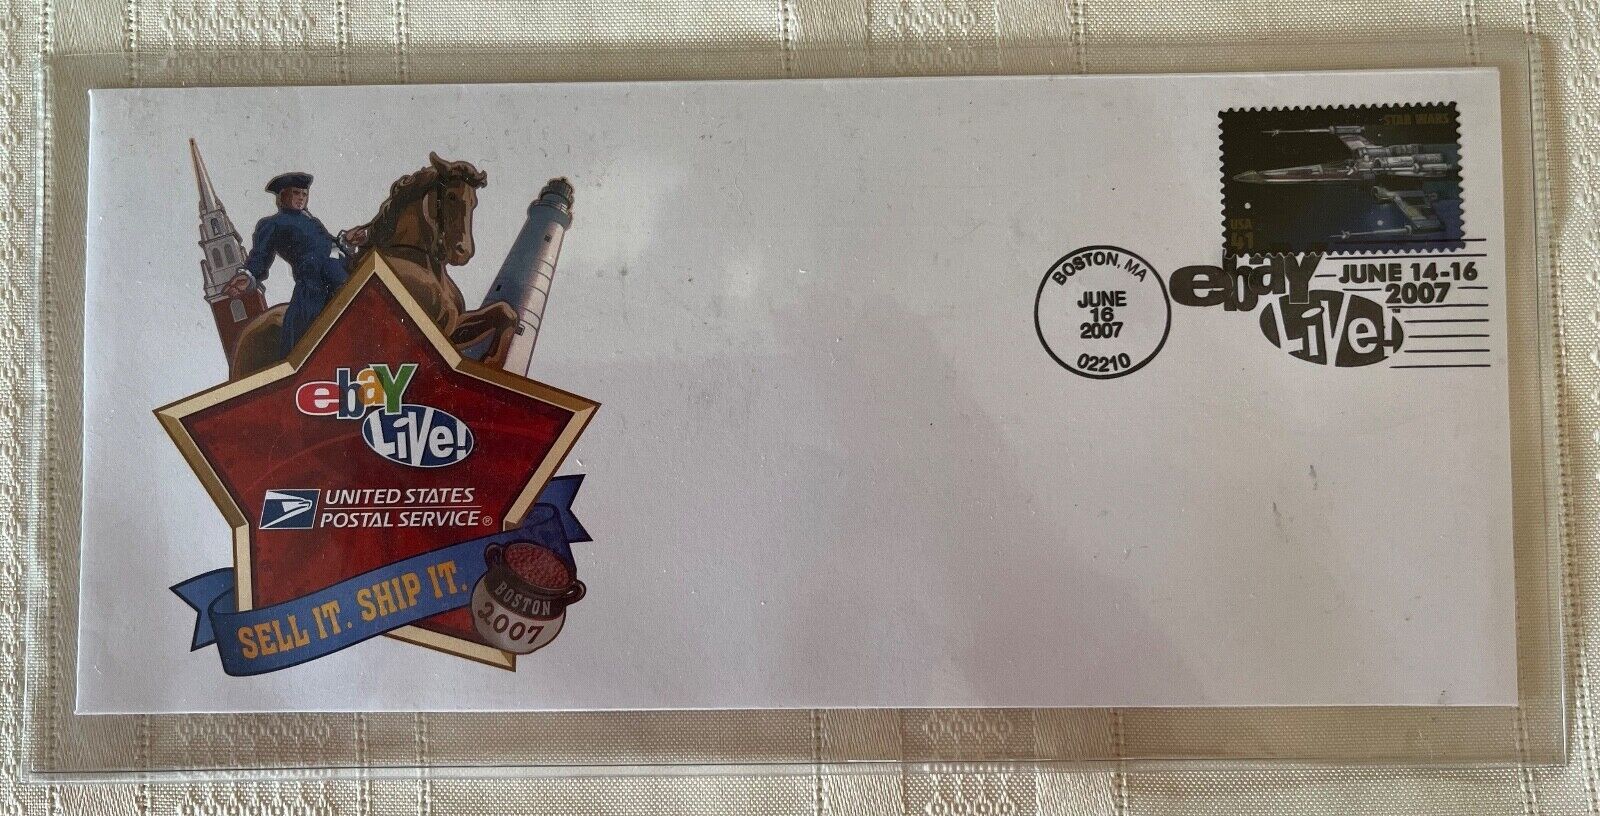 STAR WARS
USA
41
BOSTON, MA
JUNE
16
2007
02210
ebay
Live!™
JUNE 14-16
2007
ebay
Live!
UNITED STATES
POSTAL SERVICE®
SELL IT. SHIP IT.
BOSTON
2007